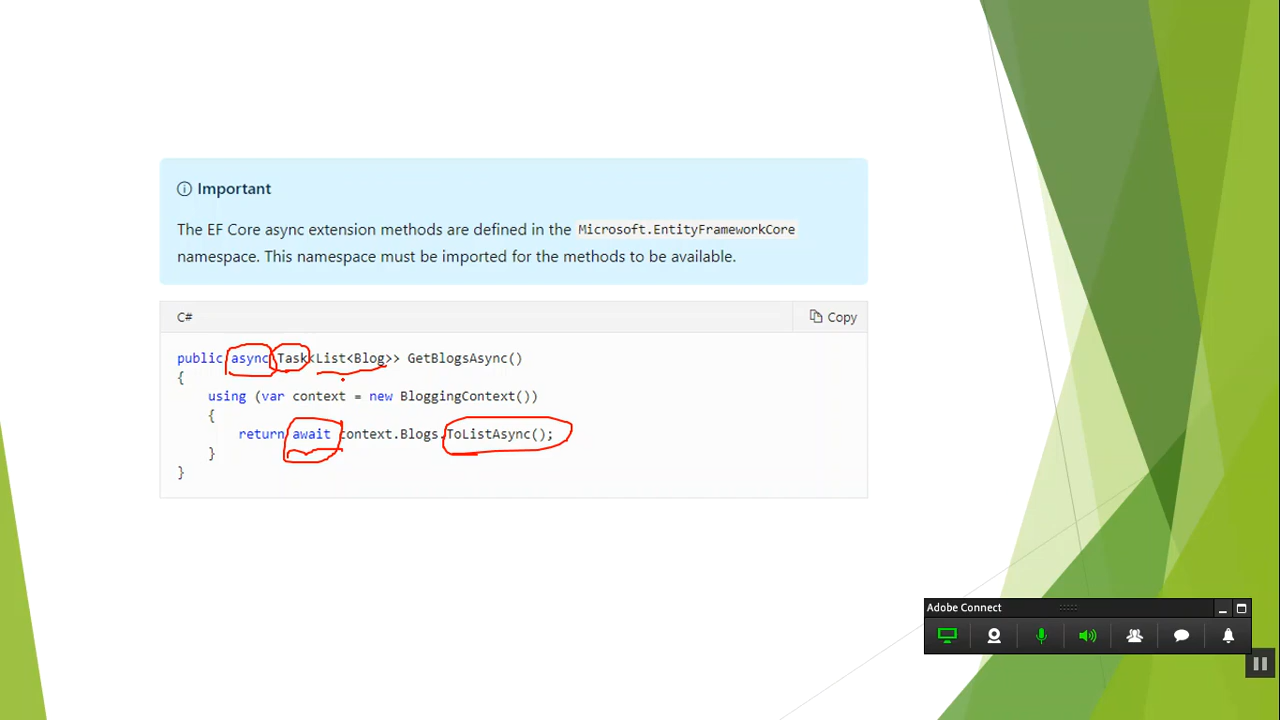 Important
The EF Core async extension methods are defined in the Microsoft.EntityFrameworkCore
namespace. This namespace must be imported for the methods to be available.
C#
Copy
public async Task<List<Blog>> GetBlogsAsync()
{
using (var context = new BloggingContext())
{
return await context.Blogs.ToListAsync();
}
}
Adobe Connect